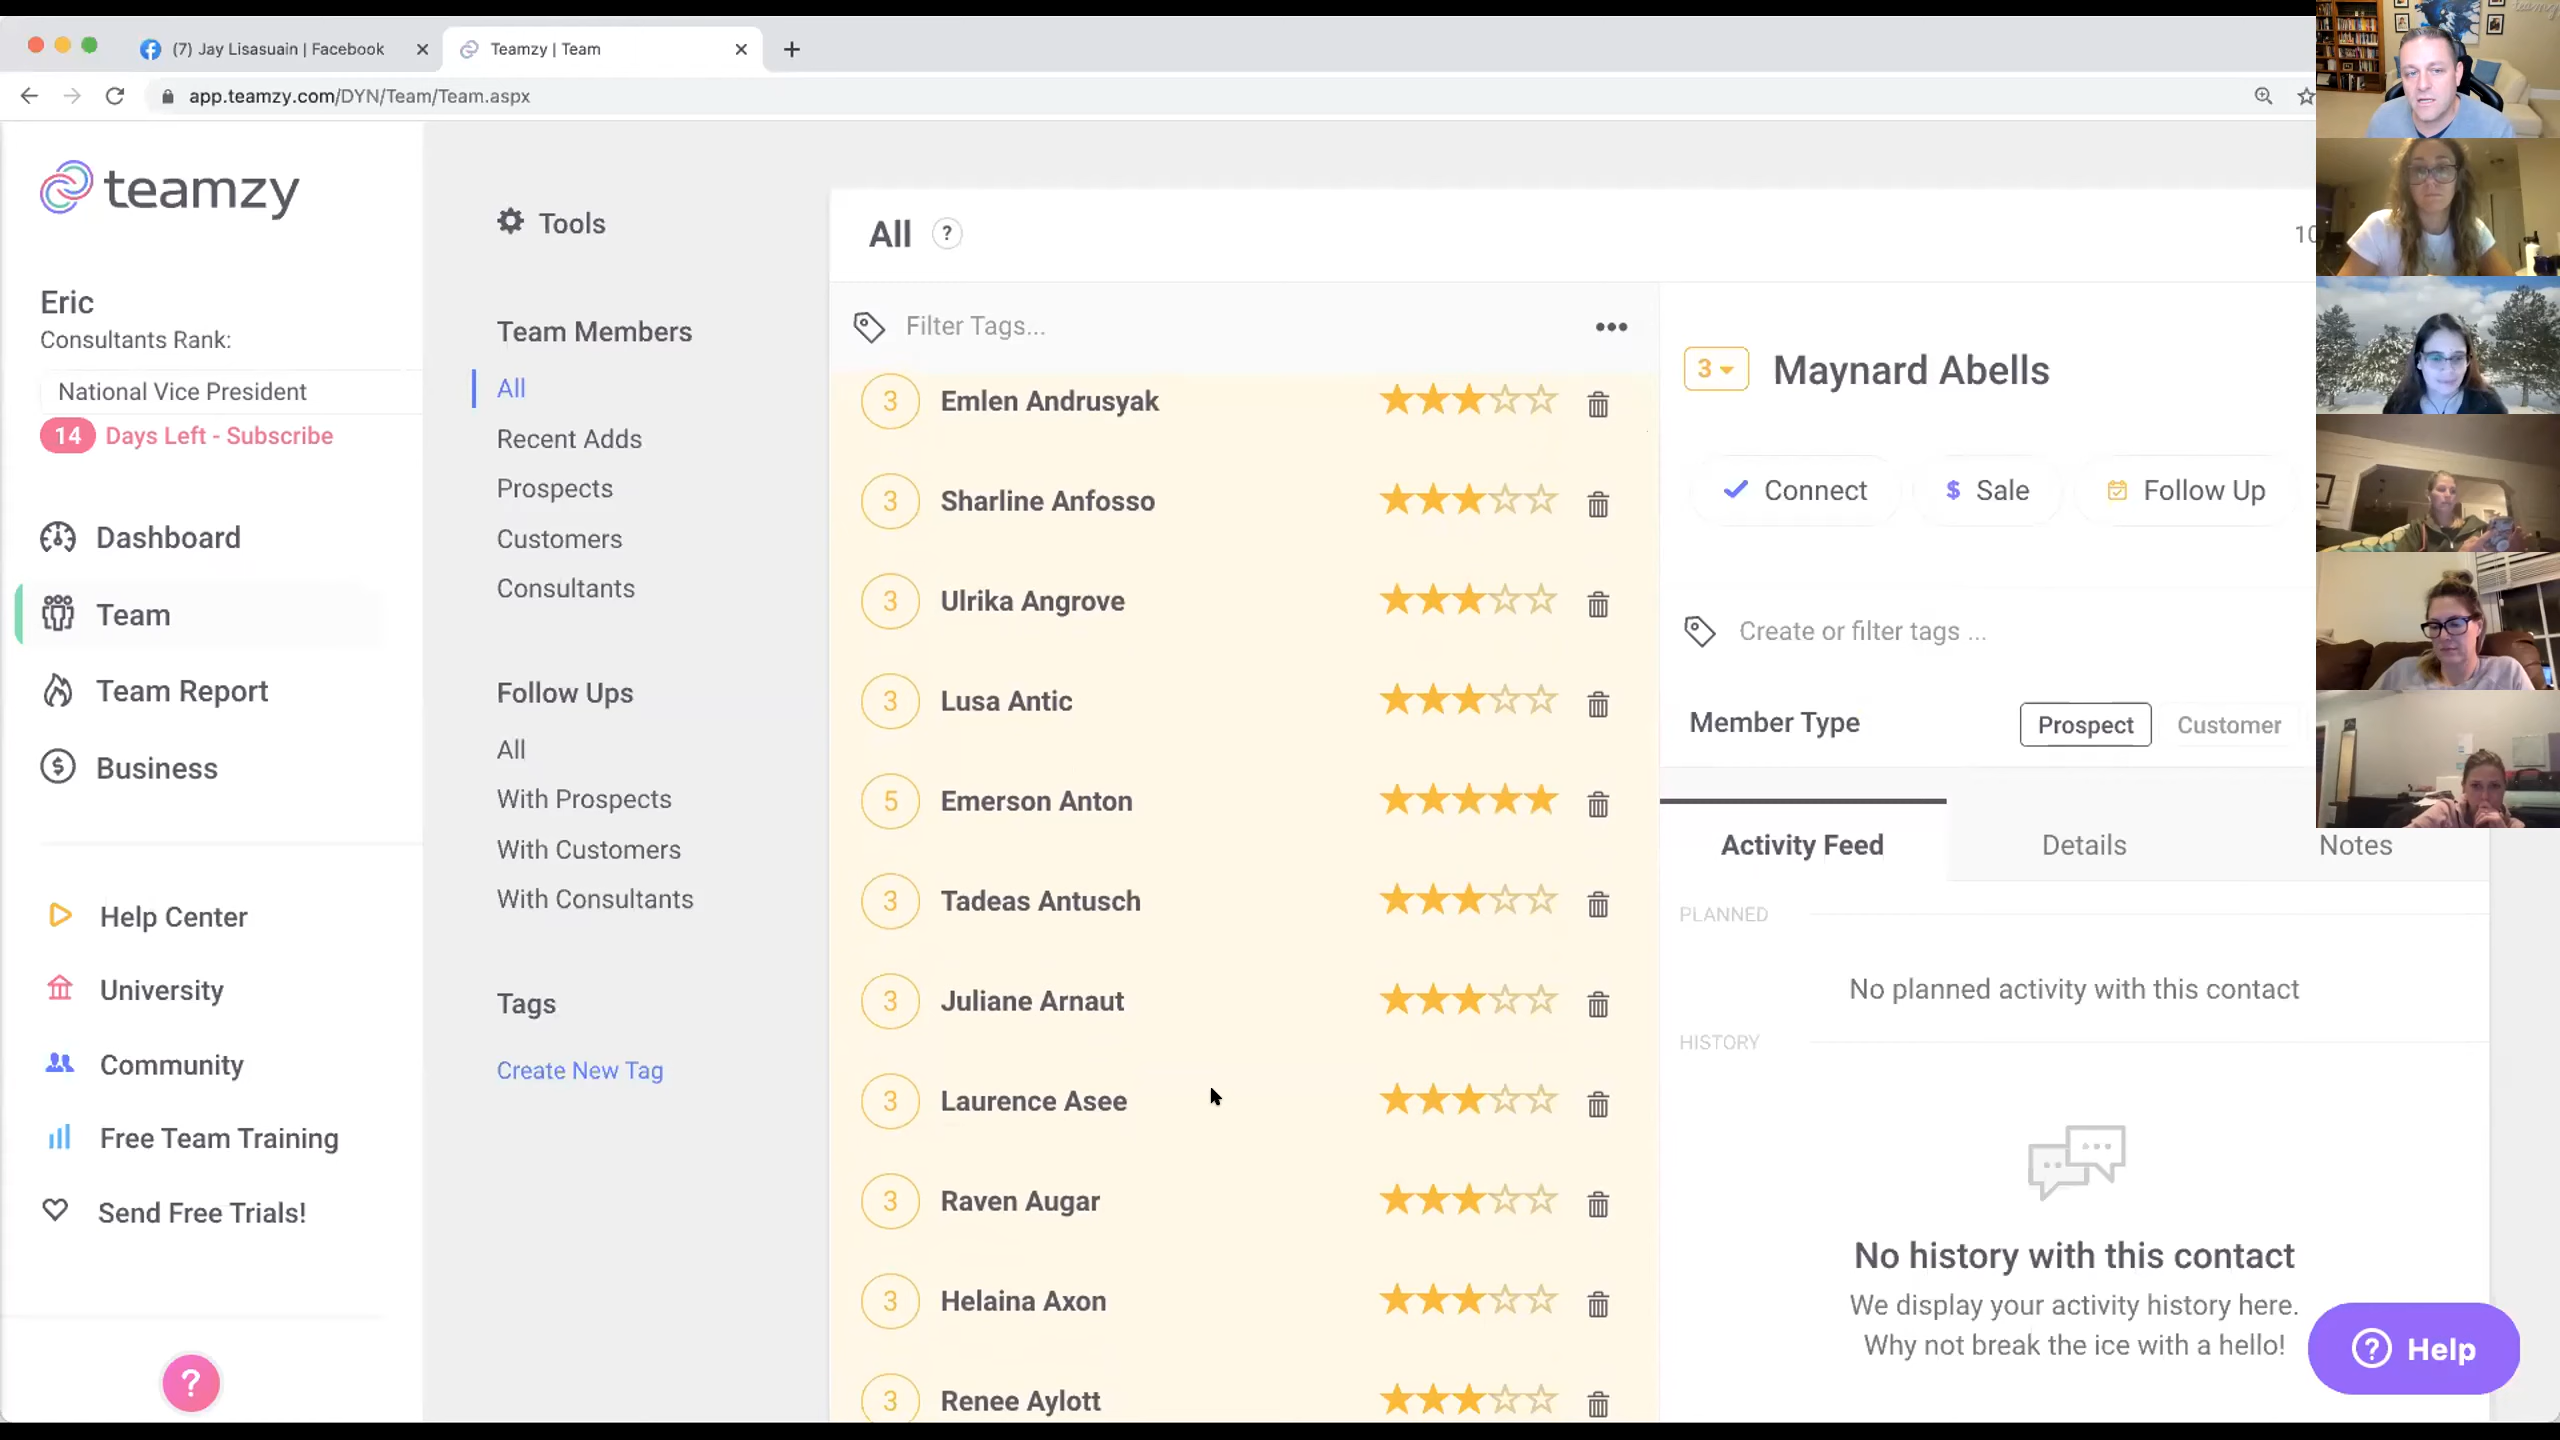 (7) Jay Lisasuain | Facebook
Teamzy | Team
app.teamzy.com/DYN/Team/Team.aspx
teamzy
Eric
Consultants Rank:
National Vice President
14 Days Left - Subscribe
Dashboard
Team
Team Report
Business
Help Center
University
Community
Free Team Training
Send Free Trials!
?
Tools
Team Members
All
Recent Adds
Prospects
Customers
Consultants
Follow Ups
All
With Prospects
With Customers
With Consultants
Tags
Create New Tag
All ?
10
Filter Tags...
3 Emlen Andrusyak
3 Sharline Anfosso
3 Ulrika Angrove
3 Lusa Antic
5 Emerson Anton
3 Tadeas Antusch
3 Juliane Arnaut
3 Laurence Asee
3 Raven Augar
3 Helaina Axon
3 Renee Aylott
3 Maynard Abells
Connect
$ Sale
Follow Up
Create or filter tags ...
Member Type
Prospect
Customer
Activity Feed
Details
Notes
PLANNED
No planned activity with this contact
HISTORY
No history with this contact
We display your activity history here.
Why not break the ice with a hello!
? Help